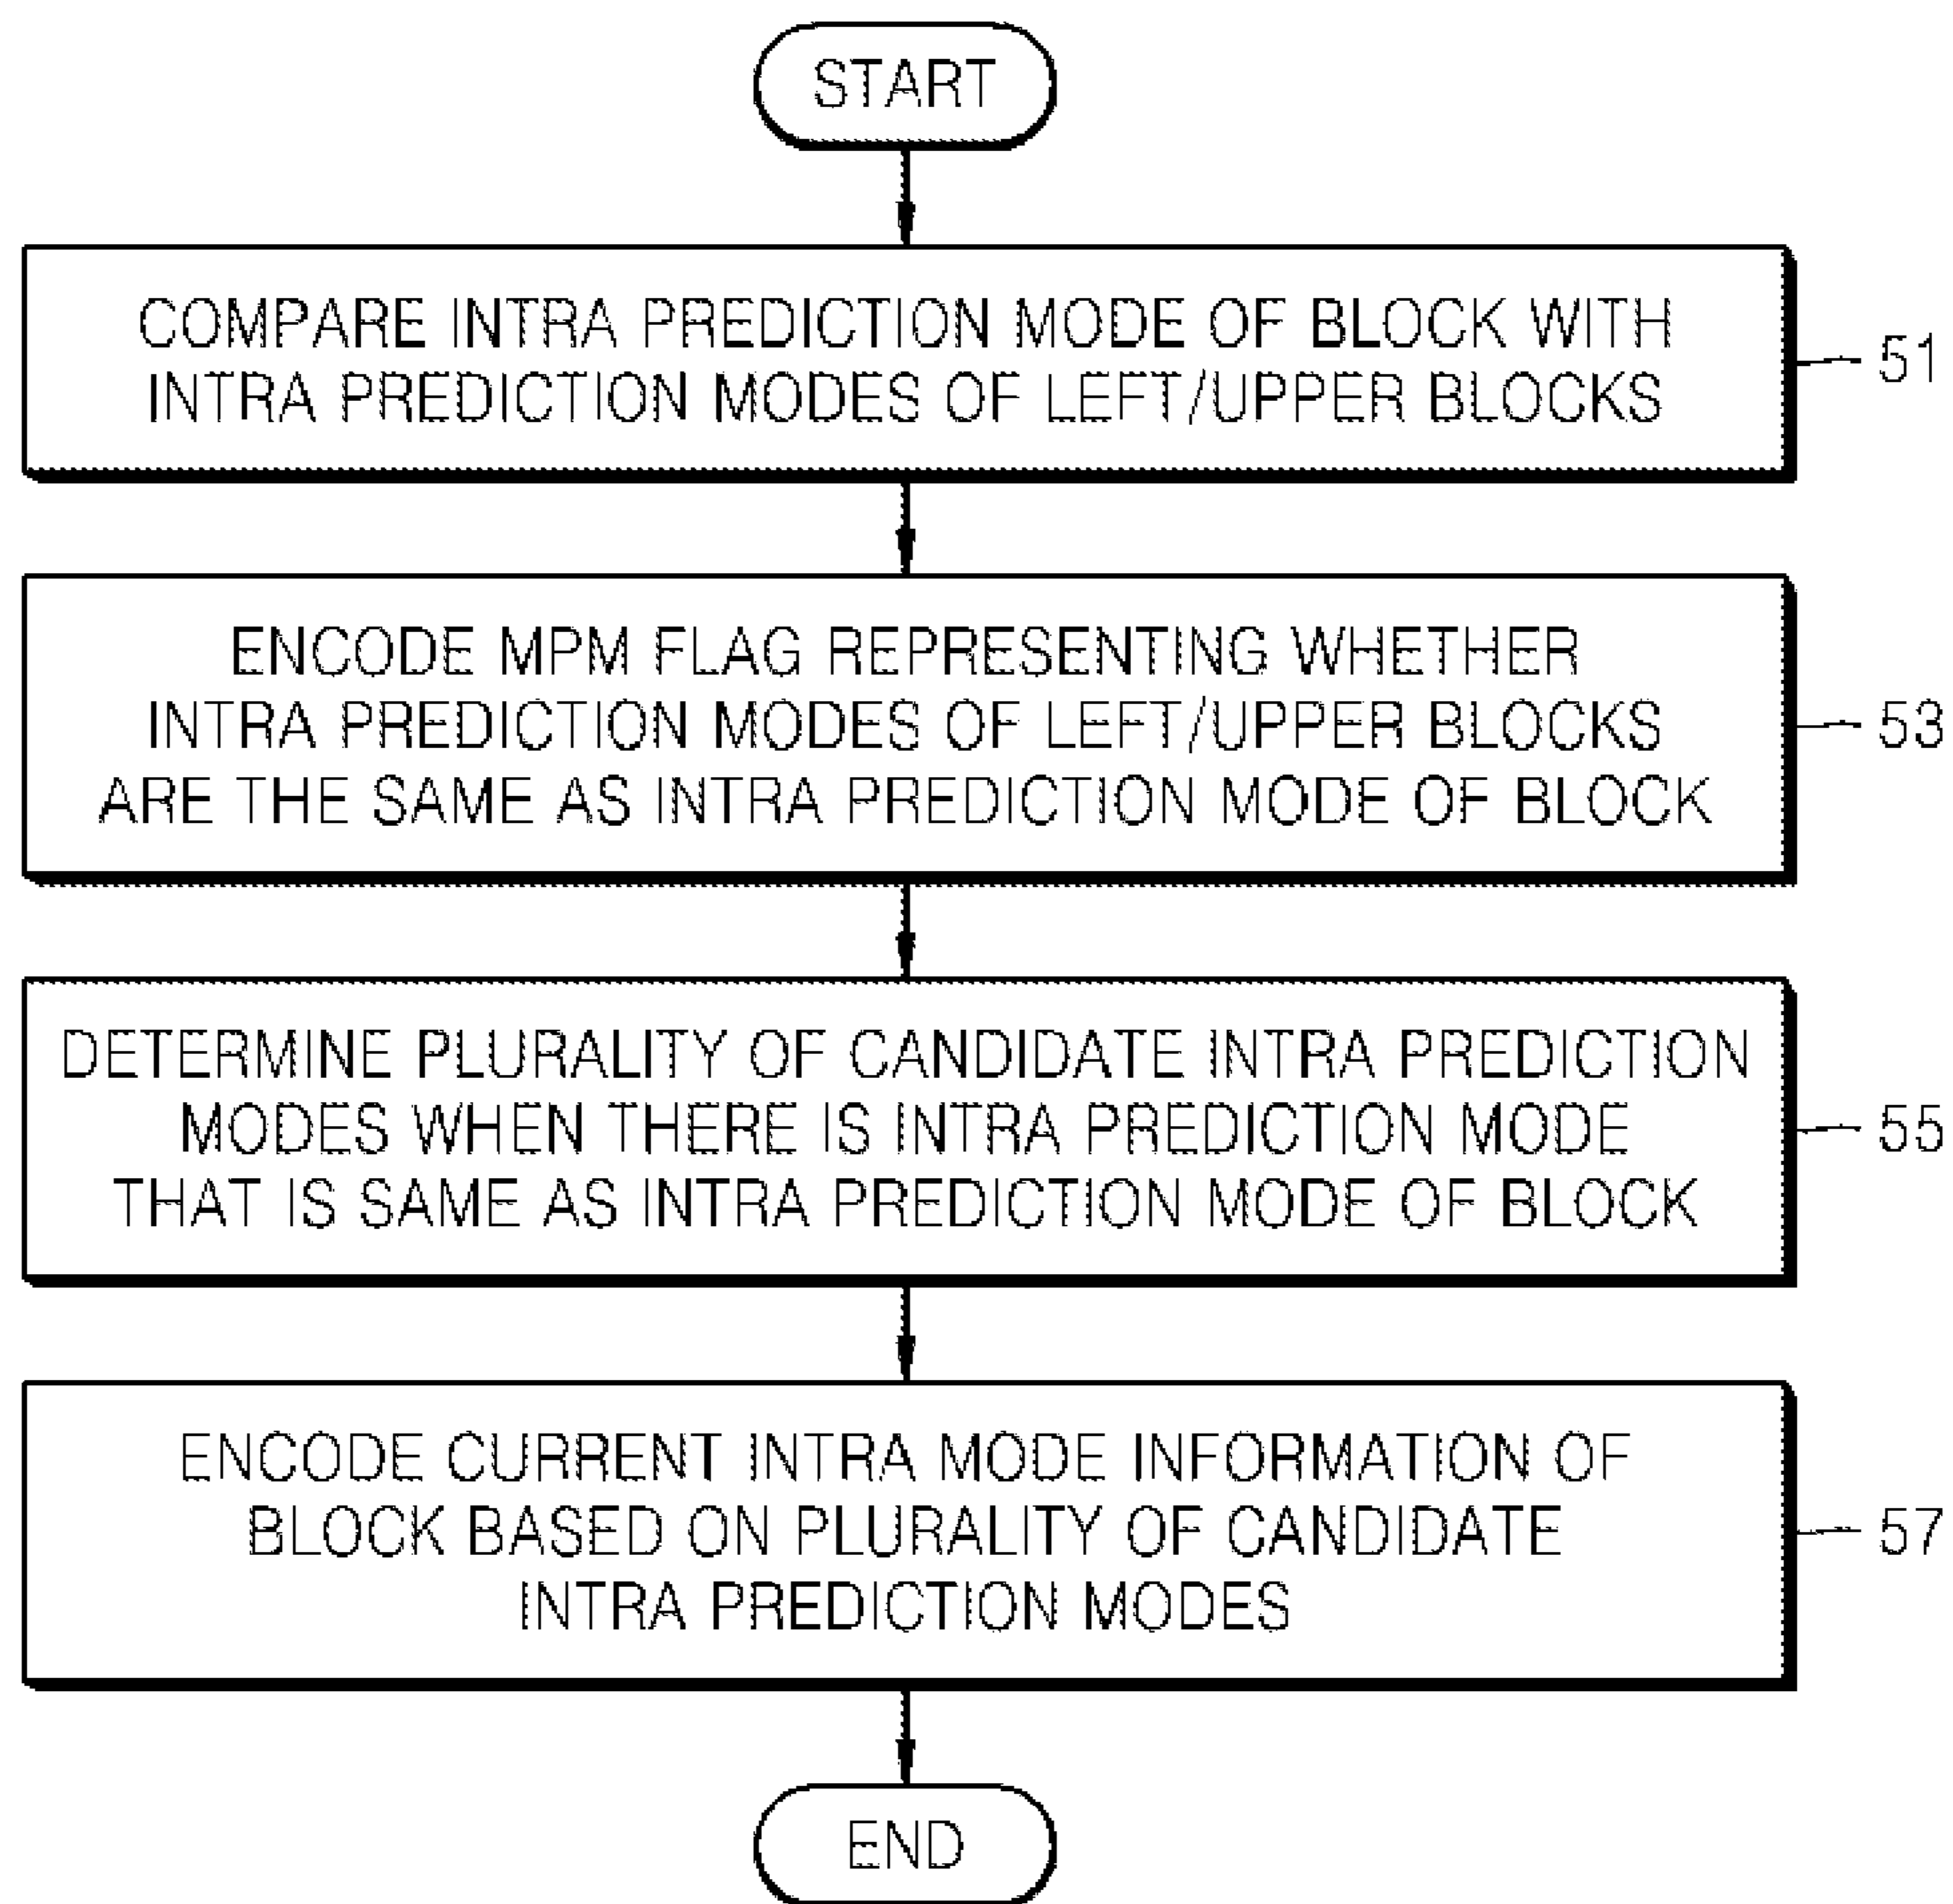 START
COMPARE INTRA PREDICTION MODE OF BLOCK WITH
INTRA PREDICTION MODES OF LEFT/UPPER BLOCKS
51
ENCODE MPM FLAG REPRESENTING WHETHER
INTRA PREDICTION MODES OF LEFT/UPPER BLOCKS
ARE THE SAME AS INTRA PREDICTION MODE OF BLOCK
53
DETERMINE PLURALITY OF CANDIDATE INTRA PREDICTION
MODES WHEN THERE IS INTRA PREDICTION MODE
THAT IS SAME AS INTRA PREDICTION MODE OF BLOCK
55
ENCODE CURRENT INTRA MODE INFORMATION OF
BLOCK BASED ON PLURALITY OF CANDIDATE
INTRA PREDICTION MODES
57
END